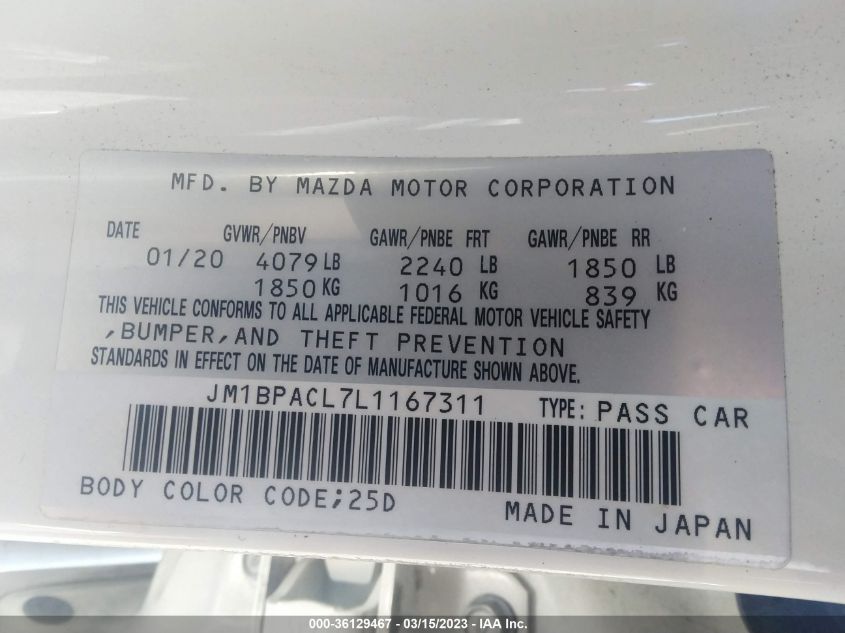 MFD. BY MAZDA MOTOR CORPORATION
DATE GVWR/PNBV GAWR/PNBE FRT GAWR/PNBE RR
01/20 4079 LB 2240 LB 1850 LB
1850 KG 1016 KG 839 KG
THIS VEHICLE CONFORMS TO ALL APPLICABLE FEDERAL MOTOR VEHICLE SAFETY
,BUMPER,AND THEFT PREVENTION
STANDARDS IN EFFECT ON THE DATE OF MANUFACTURE SHOWN ABOVE.
JM1BPACL7L1167311 TYPE: PASS CAR
BODY COLOR CODE;25D
MADE IN JAPAN
000-36129467 - 03/15/2023 - IAA Inc.